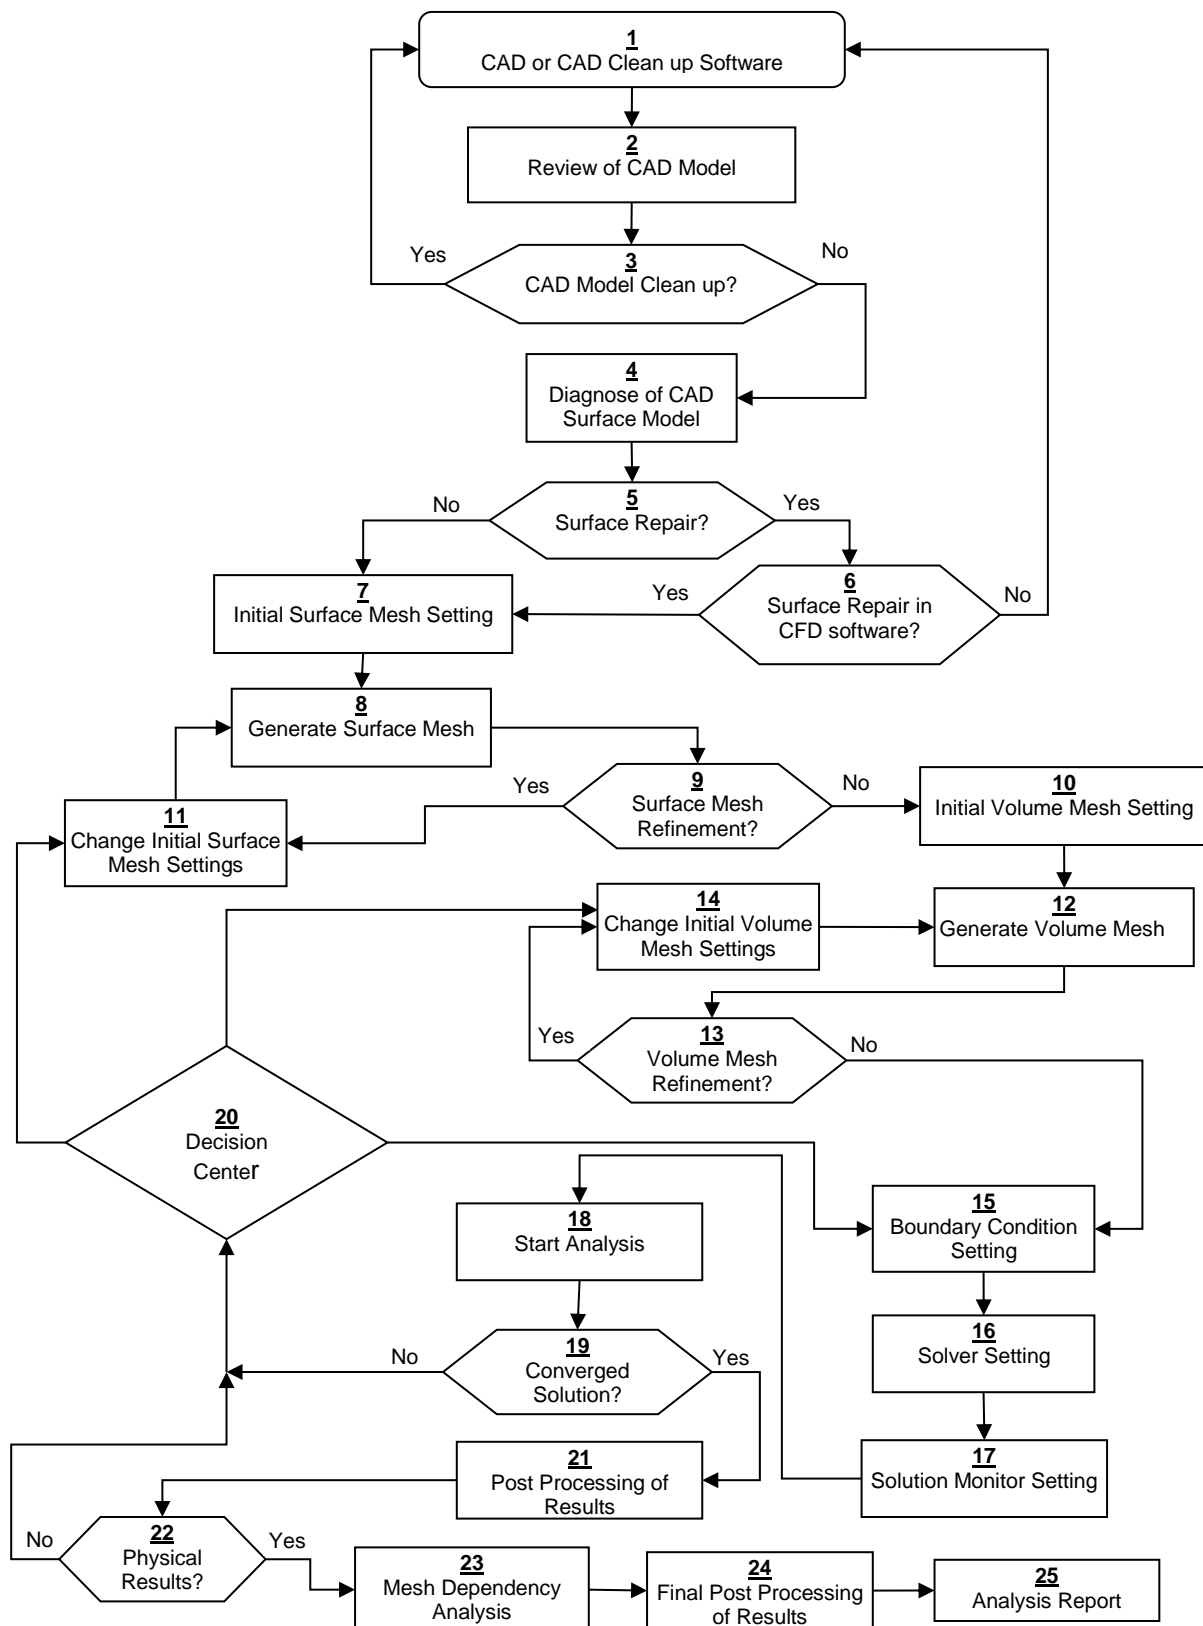 1
CAD or CAD Clean up Software
2
Review of CAD Model
Yes
No
3
CAD Model Clean up?
4
Diagnose of CAD
Surface Model
No
Yes
5
Surface Repair?
7
Initial Surface Mesh Setting
Yes
6
Surface Repair in
CFD software?
No
8
Generate Surface Mesh
Yes
9
Surface Mesh
Refinement?
No
10
Initial Volume Mesh Setting
11
Change Initial Surface
Mesh Settings
14
Change Initial Volume
Mesh Settings
12
Generate Volume Mesh
Yes
13
Volume Mesh
Refinement?
No
20
Decision
Center
18
Start Analysis
15
Boundary Condition
Setting
No
19
Converged
Solution?
Yes
16
Solver Setting
21
Post Processing of
Results
17
Solution Monitor Setting
No
22
Physical
Results?
Yes
23
Mesh Dependency
Analysis
24
Final Post Processing
of Results
25
Analysis Report